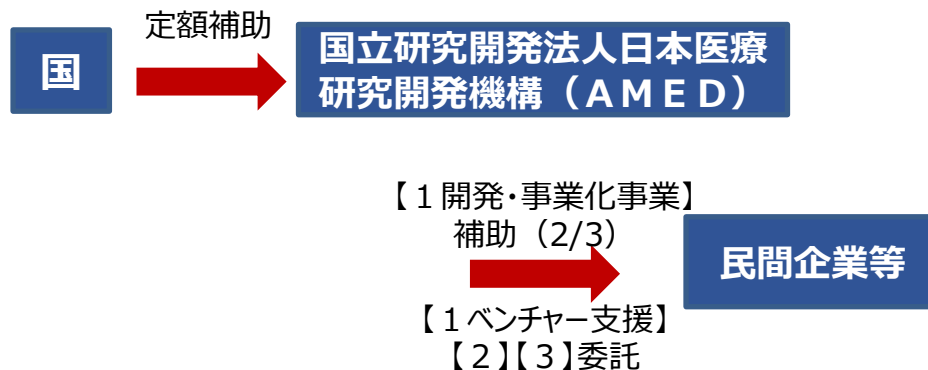 定額補助
国
国立研究開発法人日本医療
研究開発機構（ＡＭＥＤ）
【１開発・事業化事業】
補助（2/3）
民間企業等
【１ベンチャー支援】
【２】【３】委託